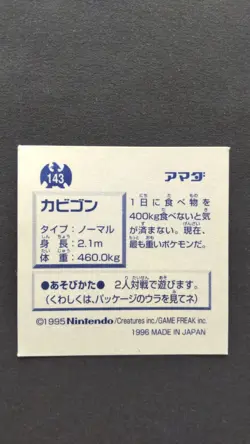 143
アマダ
カビゴン
タイプ：ノーマル
身長：2.1m
体重：460.0kg
1日に食べ物を
400kg食べないと気
が済まない。現在、
最も重いポケモンだ。
●あそびかた● 2人対戦で遊びます。
(くわしくは、パッケージのウラを見てネ)
©1995 Nintendo/Creatures inc./GAME FREAK inc.
1996 MADE IN JAPAN